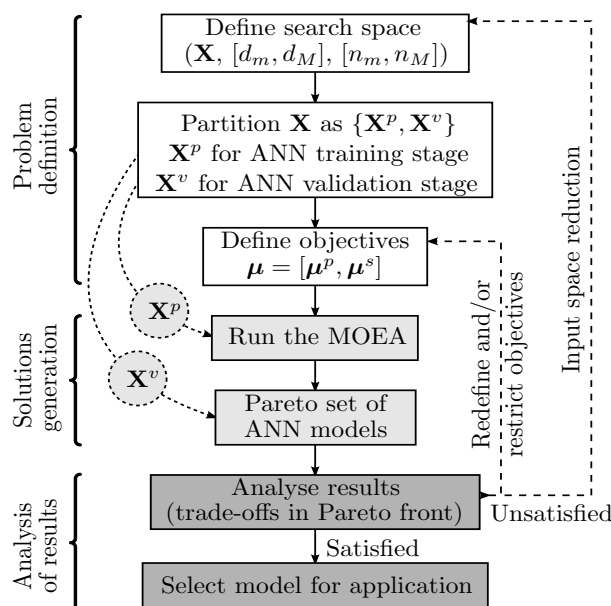 Define search space
(X, [d_m, d_M], [n_m, n_M])
Partition X as {X^p, X^v}
X^p for ANN training stage
X^v for ANN validation stage
Define objectives
μ = [μ^p, μ^s]
X^p
Run the MOEA
X^v
Pareto set of
ANN models
Analyse results
(trade-offs in Pareto front)
Unsatisfied
Satisfied
Select model for application
Problem
definition
Solutions
generation
Analysis
of results
Redefine and/or
restrict objectives
Input space reduction